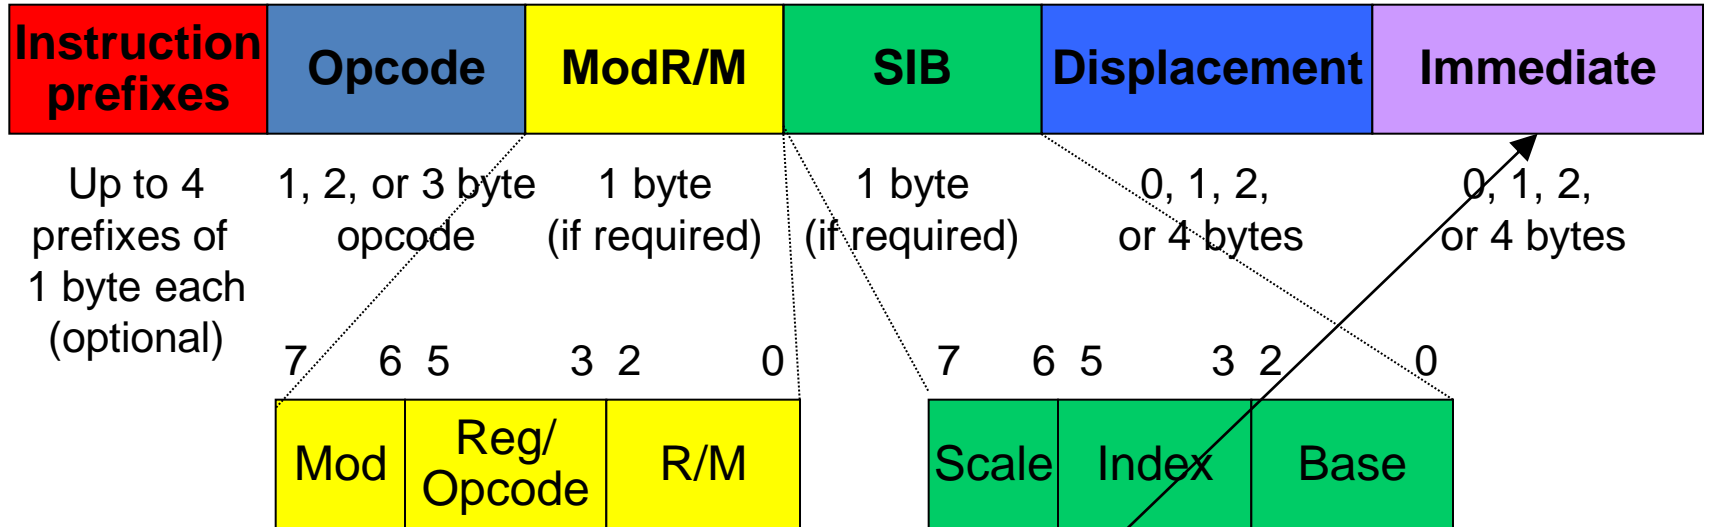 Instruction
prefixes
Opcode
ModR/M
SIB
Displacement
Immediate
Up to 4
prefixes of
1 byte each
(optional)
1, 2, or 3 byte
opcode
1 byte
(if required)
1 byte
(if required)
0, 1, 2,
or 4 bytes
0, 1, 2,
or 4 bytes
7 6 5 3 2 0
7 6 5 3 2 0
Mod
Reg/
Opcode
R/M
Scale
Index
Base